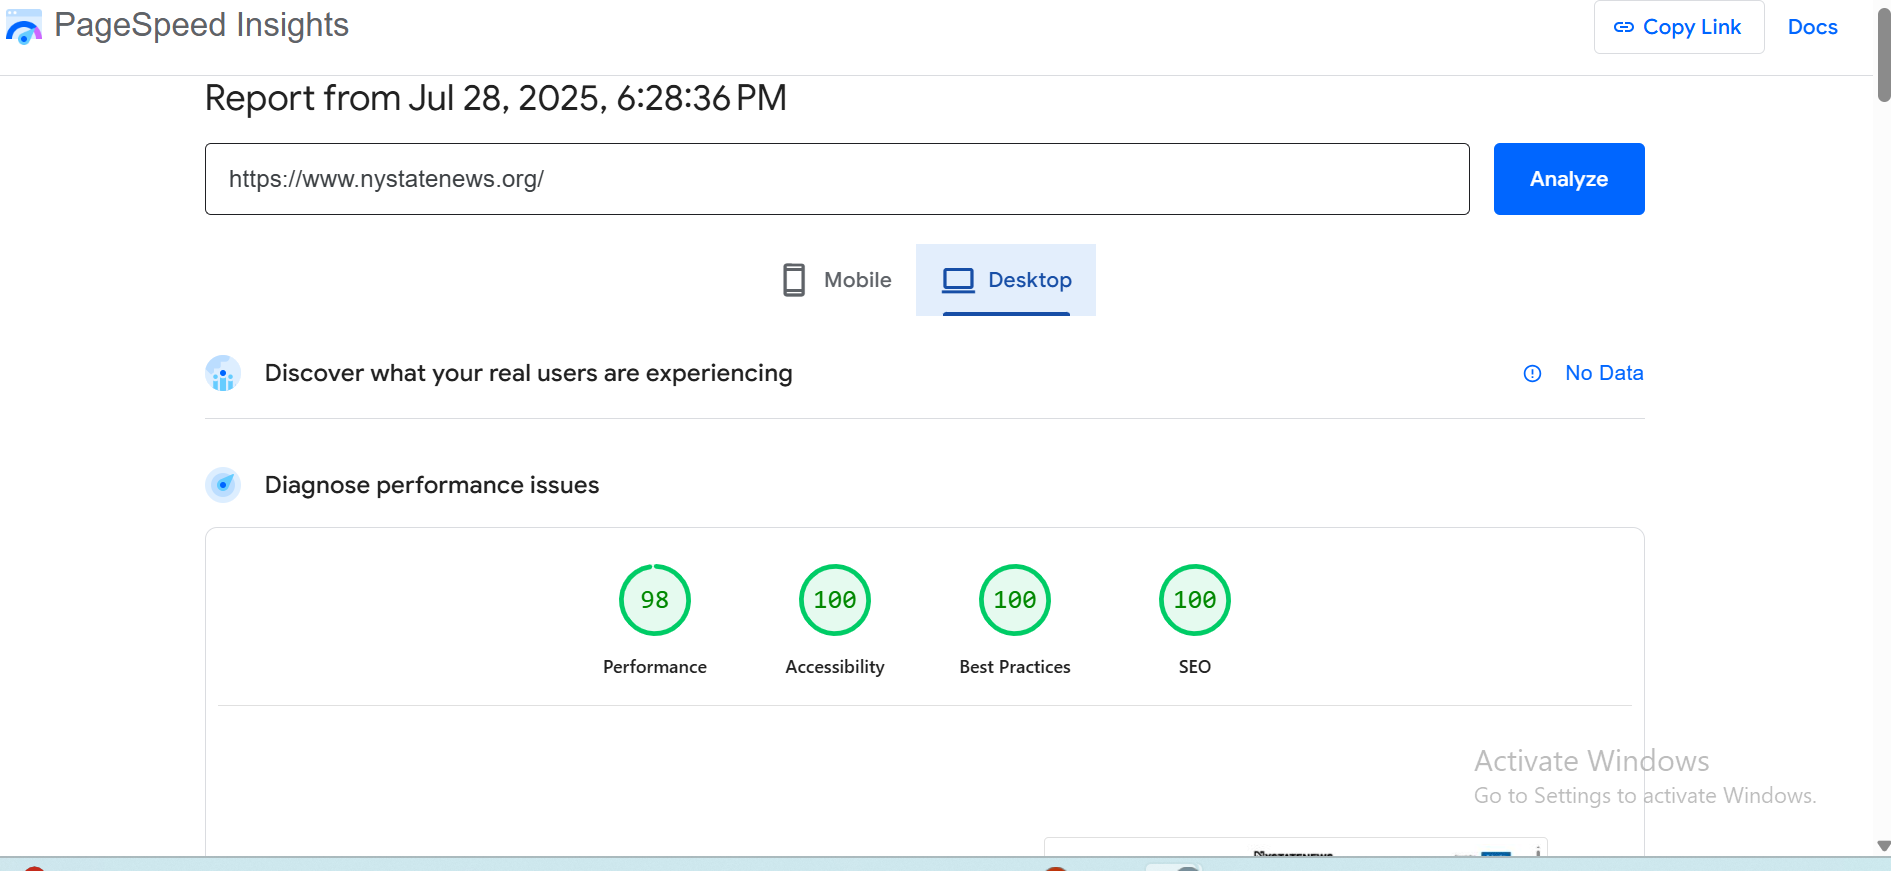 PageSpeed Insights
Copy Link
Docs
Report from Jul 28, 2025, 6:28:36 PM
https://www.nystatenews.org/
Analyze
Mobile
Desktop
Discover what your real users are experiencing
No Data
Diagnose performance issues
98
100
100
100
Performance
Accessibility
Best Practices
SEO
Activate Windows
Go to Settings to activate Windows.